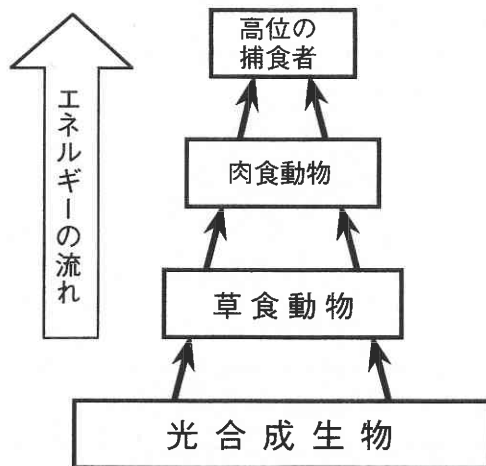 高位の
捕食者
エネルギーの流れ
肉食動物
草食動物
光合成生物